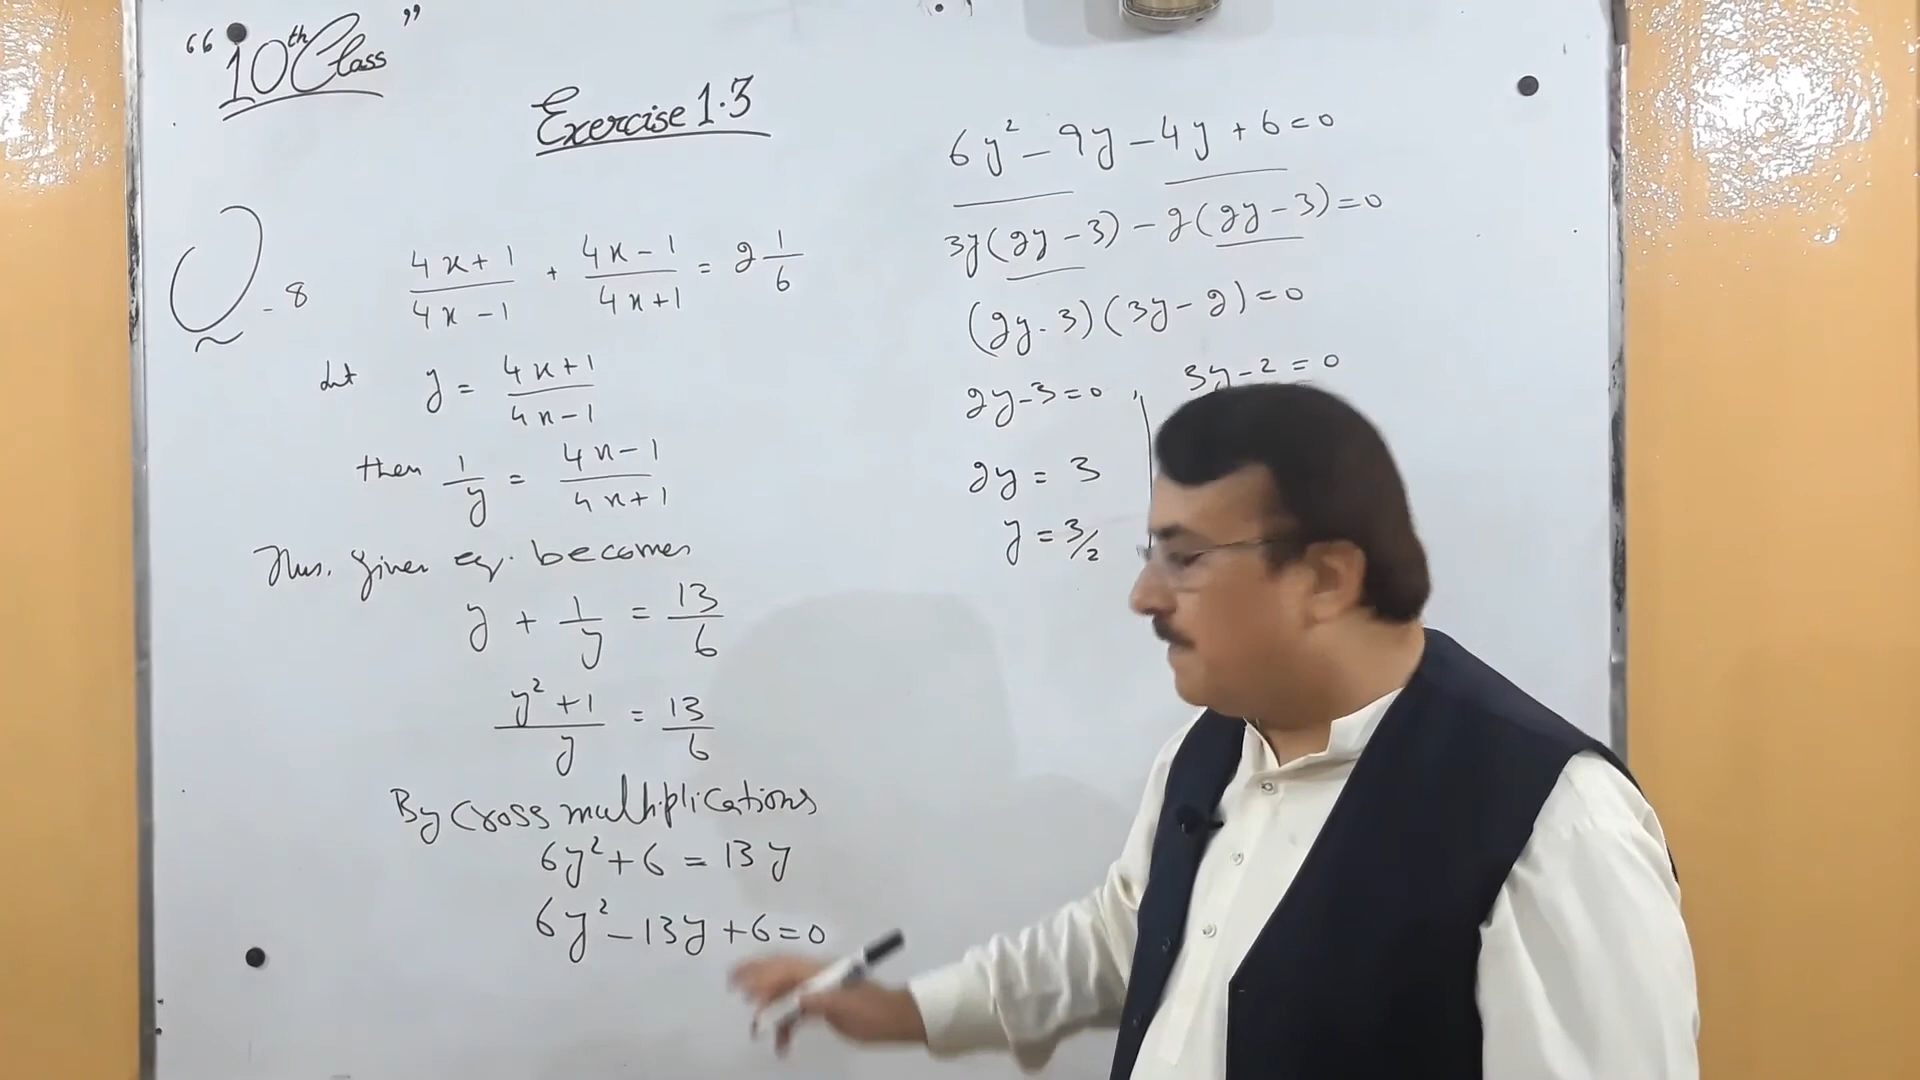 “10th Class”
Exercise 1.3
Q-8 (4x+1)/(4x-1) + (4x-1)/(4x+1) = 2 1/6
Let y = (4x+1)/(4x-1)
then 1/y = (4x-1)/(4x+1)
Thus. given eq. becomes
y + 1/y = 13/6
(y²+1)/y = 13/6
By cross multiplications
6y²+6 = 13y
6y²-13y+6=0
6y²-9y-4y+6=0
3y(2y-3)-2(2y-3)=0
(2y-3)(3y-2)=0
2y-3=0, 3y-2=0
2y = 3
y = 3/2